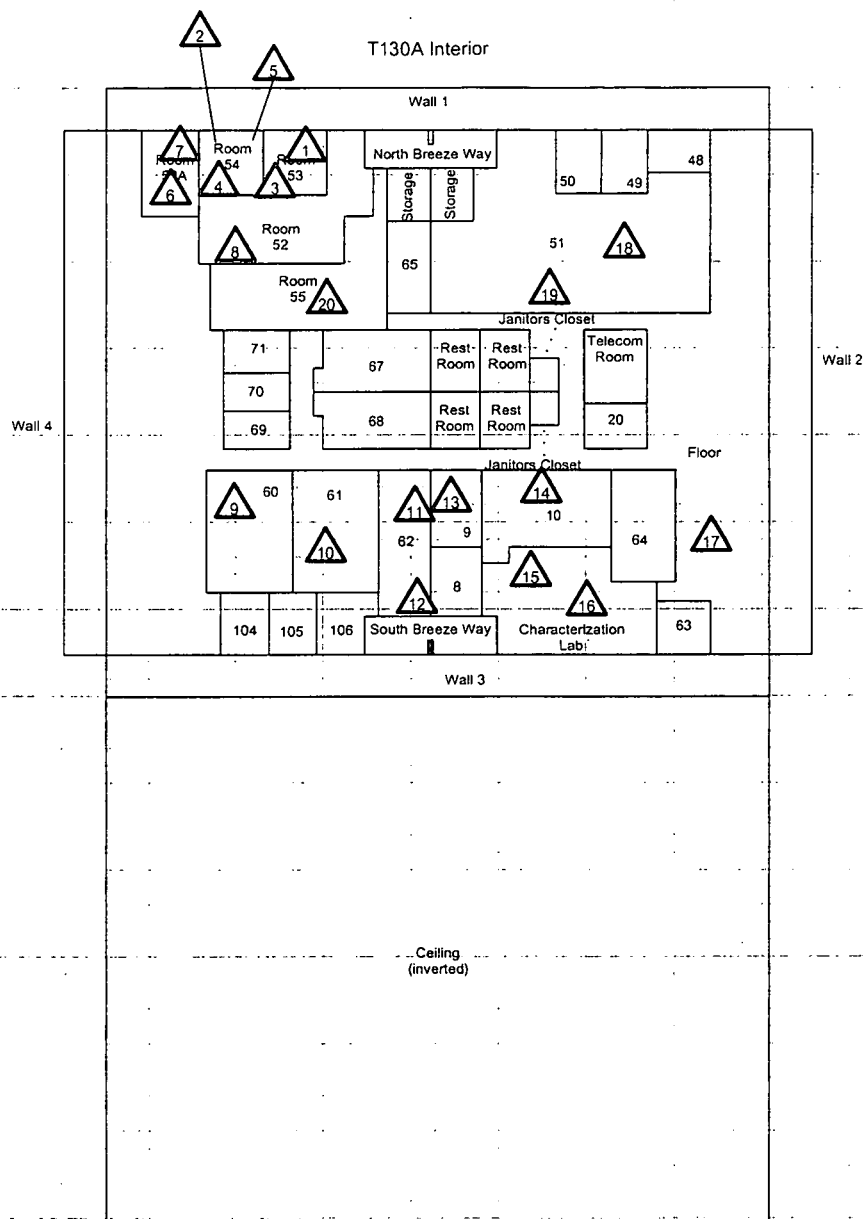 2
5
T130A Interior
Wall 1
7
Room
54
1
North Breeze Way
48
Room
Room
53
4
3
6
Storage
Storage
50
49
Room
52
8
51
18
65
Room
55
20
19
Janitors Closet
71
67
Rest
Room
Rest
Room
Telecom
Room
Wall 2
70
Wall 4
69
68
Rest
Room
Rest
Room
20
Floor
Janitors Closet
9
60
61
11
13
14
10
10
62
9
64
17
15
12
8
16
104
105
106
South Breeze Way
Characterization
Lab
63
Wall 3
Ceiling
(inverted)